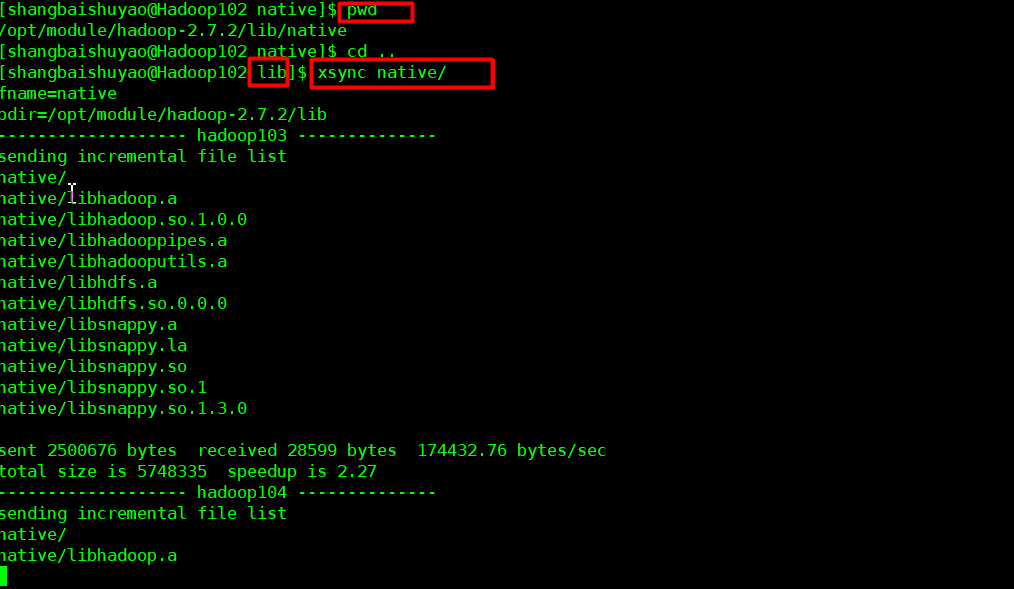 [shangbaishuyao@Hadoop102 native]$ pwd
/opt/module/hadoop-2.7.2/lib/native
[shangbaishuyao@Hadoop102 native]$ cd ..
[shangbaishuyao@Hadoop102 lib]$ xsync native/
fname=native
pdir=/opt/module/hadoop-2.7.2/lib
------------------- hadoop103 --------------
sending incremental file list
native/
native/libhadoop.a
native/libhadoop.so.1.0.0
native/libhadooppipes.a
native/libhadooputils.a
native/libhdfs.a
native/libhdfs.so.0.0.0
native/libsnappy.a
native/libsnappy.la
native/libsnappy.so
native/libsnappy.so.1
native/libsnappy.so.1.3.0
sent 2500676 bytes  received 28599 bytes  174432.76 bytes/sec
total size is 5748335  speedup is 2.27
------------------- hadoop104 --------------
sending incremental file list
native/
native/libhadoop.a